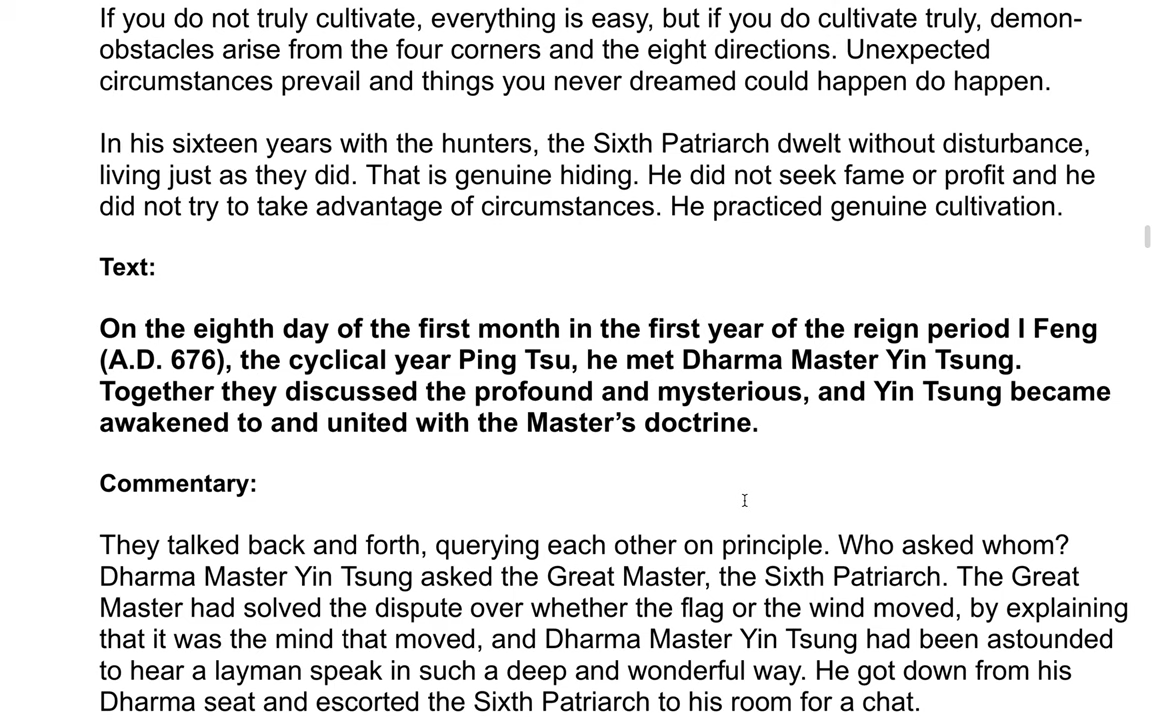 If you do not truly cultivate, everything is easy, but if you do cultivate truly, demon-
obstacles arise from the four corners and the eight directions. Unexpected
circumstances prevail and things you never dreamed could happen do happen.
In his sixteen years with the hunters, the Sixth Patriarch dwelt without disturbance,
living just as they did. That is genuine hiding. He did not seek fame or profit and he
did not try to take advantage of circumstances. He practiced genuine cultivation.
Text:
On the eighth day of the first month in the first year of the reign period I Feng
(A.D. 676), the cyclical year Ping Tsu, he met Dharma Master Yin Tsung.
Together they discussed the profound and mysterious, and Yin Tsung became
awakened to and united with the Master’s doctrine.
Commentary:
They talked back and forth, querying each other on principle. Who asked whom?
Dharma Master Yin Tsung asked the Great Master, the Sixth Patriarch. The Great
Master had solved the dispute over whether the flag or the wind moved, by explaining
that it was the mind that moved, and Dharma Master Yin Tsung had been astounded
to hear a layman speak in such a deep and wonderful way. He got down from his
Dharma seat and escorted the Sixth Patriarch to his room for a chat.